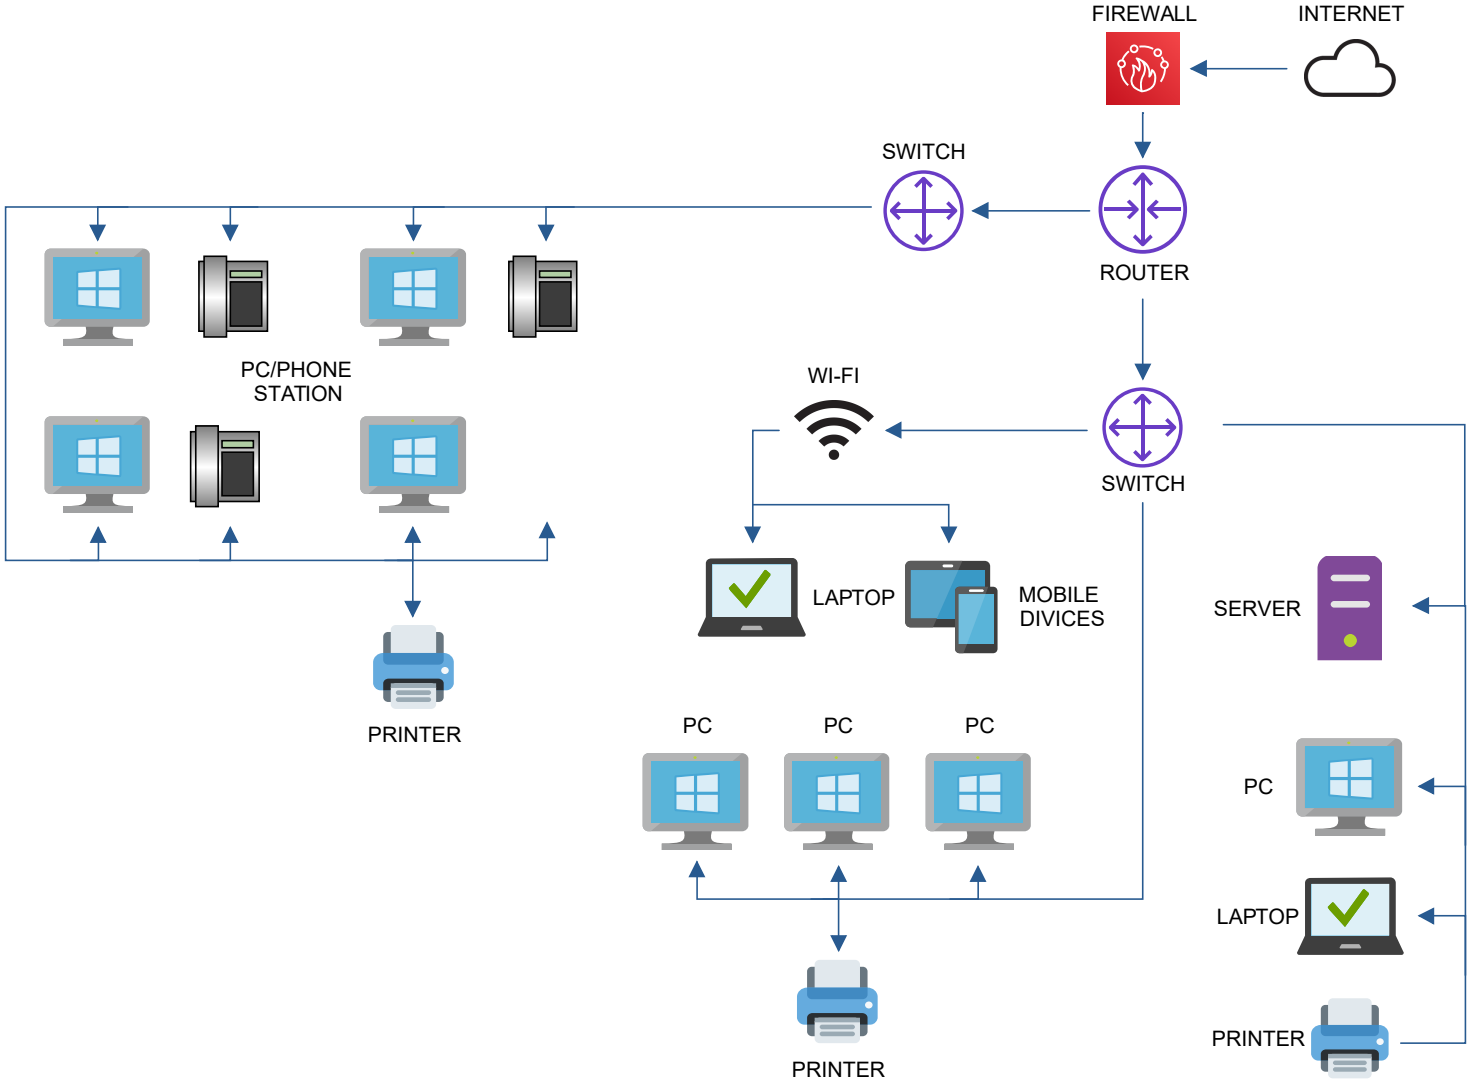 FIREWALL
INTERNET
SWITCH
ROUTER
PC/PHONE
STATION
WI-FI
SWITCH
LAPTOP
MOBILE
DIVICES
SERVER
PRINTER
PC
PC
PC
PC
LAPTOP
PRINTER
PRINTER